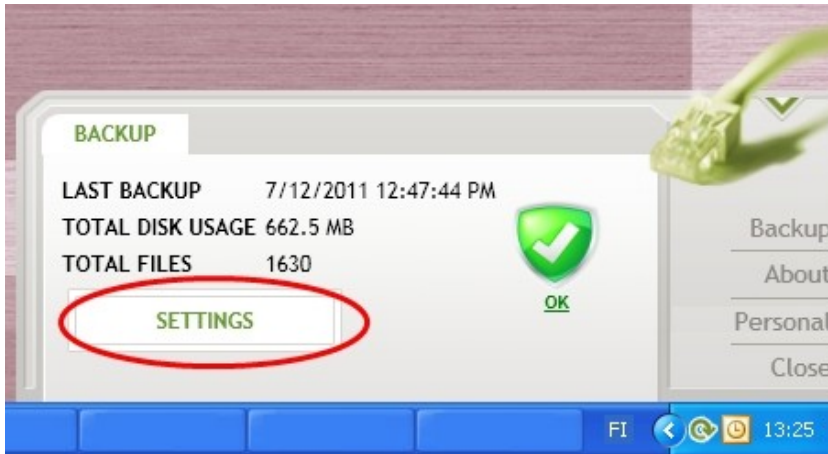 BACKUP
LAST BACKUP 7/12/2011 12:47:44 PM
TOTAL DISK USAGE 662.5 MB
TOTAL FILES 1630
SETTINGS
OK
Backup
About
Personal
Close
FI 13:25